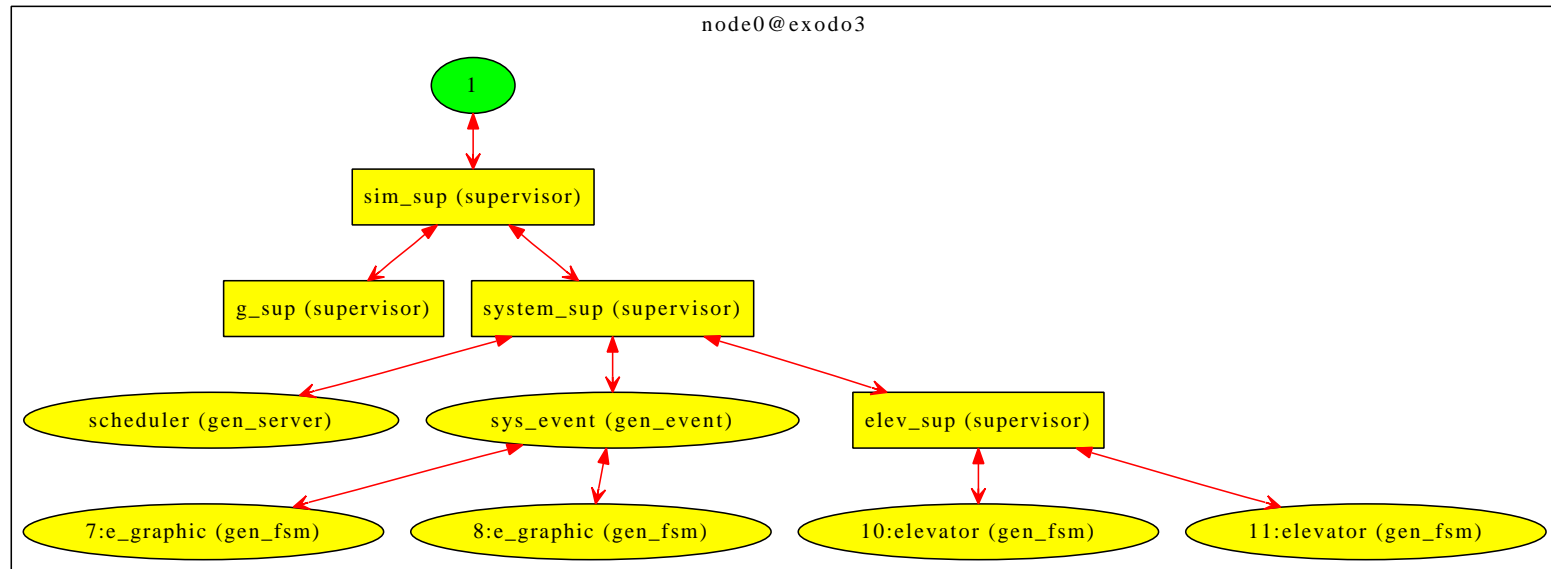 node0@exodo3
1
sim_sup (supervisor)
g_sup (supervisor)
system_sup (supervisor)
scheduler (gen_server)
sys_event (gen_event)
elev_sup (supervisor)
7:e_graphic (gen_fsm)
8:e_graphic (gen_fsm)
10:elevator (gen_fsm)
11:elevator (gen_fsm)